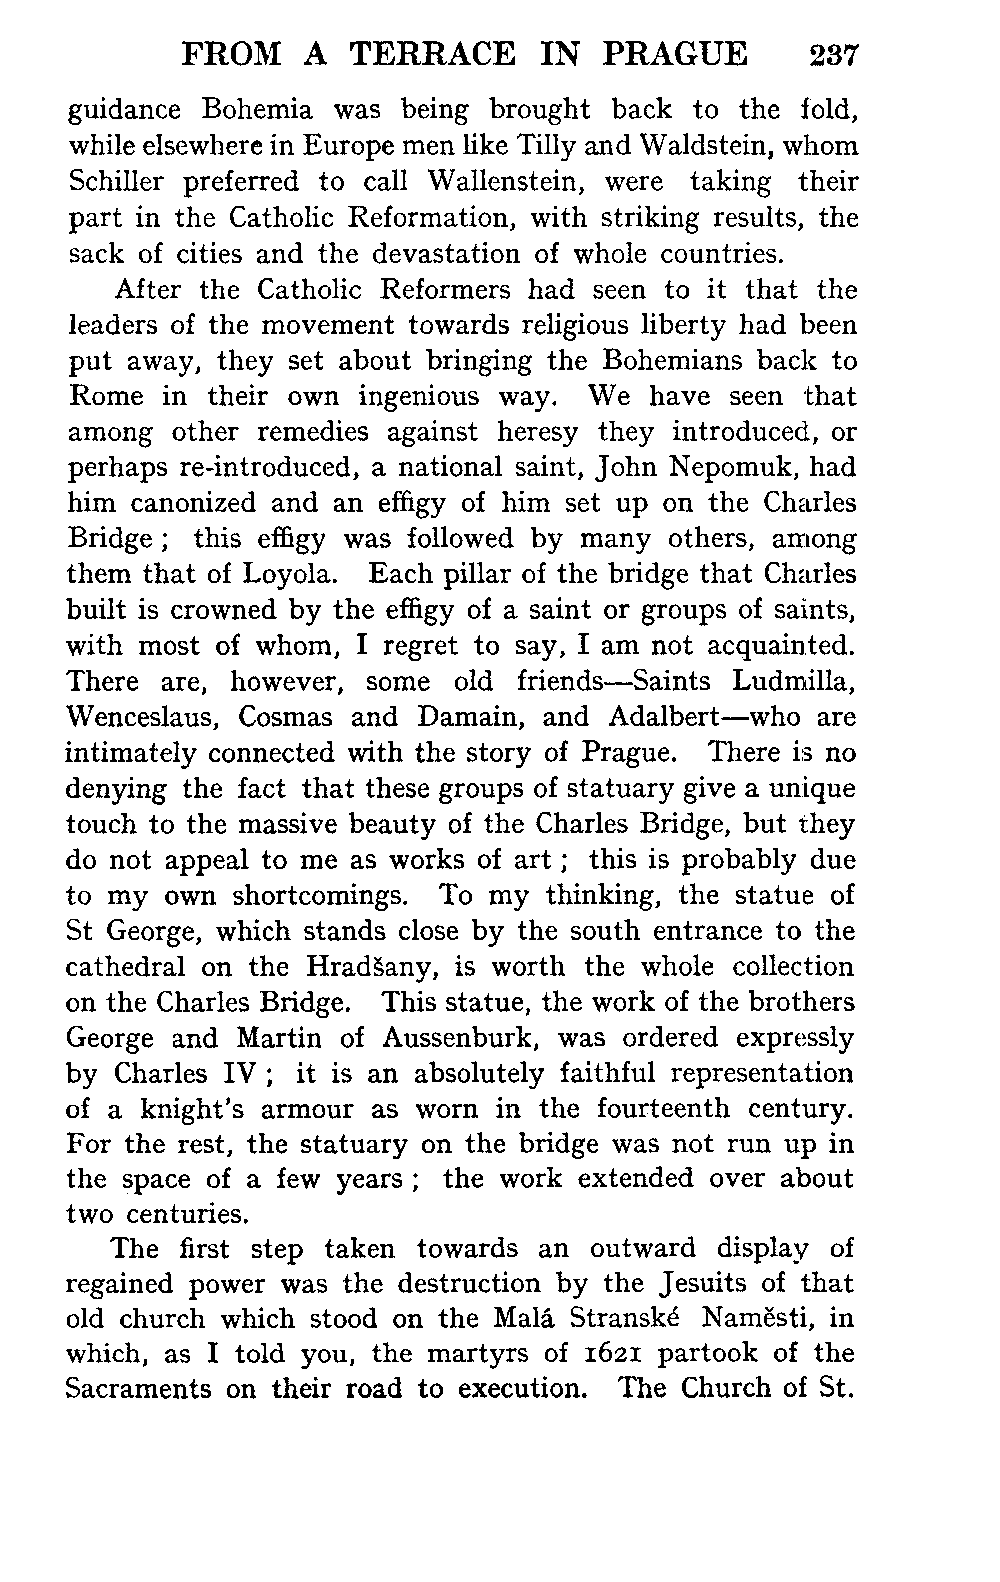 FROM A TERRACE IN PRAGUE 237
guidance Bohemia was being brought back to the fold,
while elsewhere in Europe men like Tilly and Waldstein, whom
Schiller preferred to call Wallenstein, were taking their
part in the Catholic Reformation, with striking results, the
sack of cities and the devastation of whole countries.
After the Catholic Reformers had seen to it that the
leaders of the movement towards religious liberty had been
put away, they set about bringing the Bohemians back to
Rome in their own ingenious way. We have seen that
among other remedies against heresy they introduced, or
perhaps re-introduced, a national saint, John Nepomuk, had
him canonized and an effigy of him set up on the Charles
Bridge ; this effigy was followed by many others, among
them that of Loyola. Each pillar of the bridge that Charles
built is crowned by the effigy of a saint or groups of saints,
with most of whom, I regret to say, I am not acquainted.
There are, however, some old friends—Saints Ludmilla,
Wenceslaus, Cosmas and Damain, and Adalbert—who are
intimately connected with the story of Prague. There is no
denying the fact that these groups of statuary give a unique
touch to the massive beauty of the Charles Bridge, but they
do not appeal to me as works of art ; this is probably due
to my own shortcomings. To my thinking, the statue of
St George, which stands close by the south entrance to the
cathedral on the Hradšany, is worth the whole collection
on the Charles Bridge. This statue, the work of the brothers
George and Martin of Aussenburk, was ordered expressly
by Charles IV ; it is an absolutely faithful representation
of a knight's armour as worn in the fourteenth century.
For the rest, the statuary on the bridge was not run up in
the space of a few years ; the work extended over about
two centuries.
The first step taken towards an outward display of
regained power was the destruction by the Jesuits of that
old church which stood on the Malá Stranské Naměsti, in
which, as I told you, the martyrs of 1621 partook of the
Sacraments on their road to execution. The Church of St.